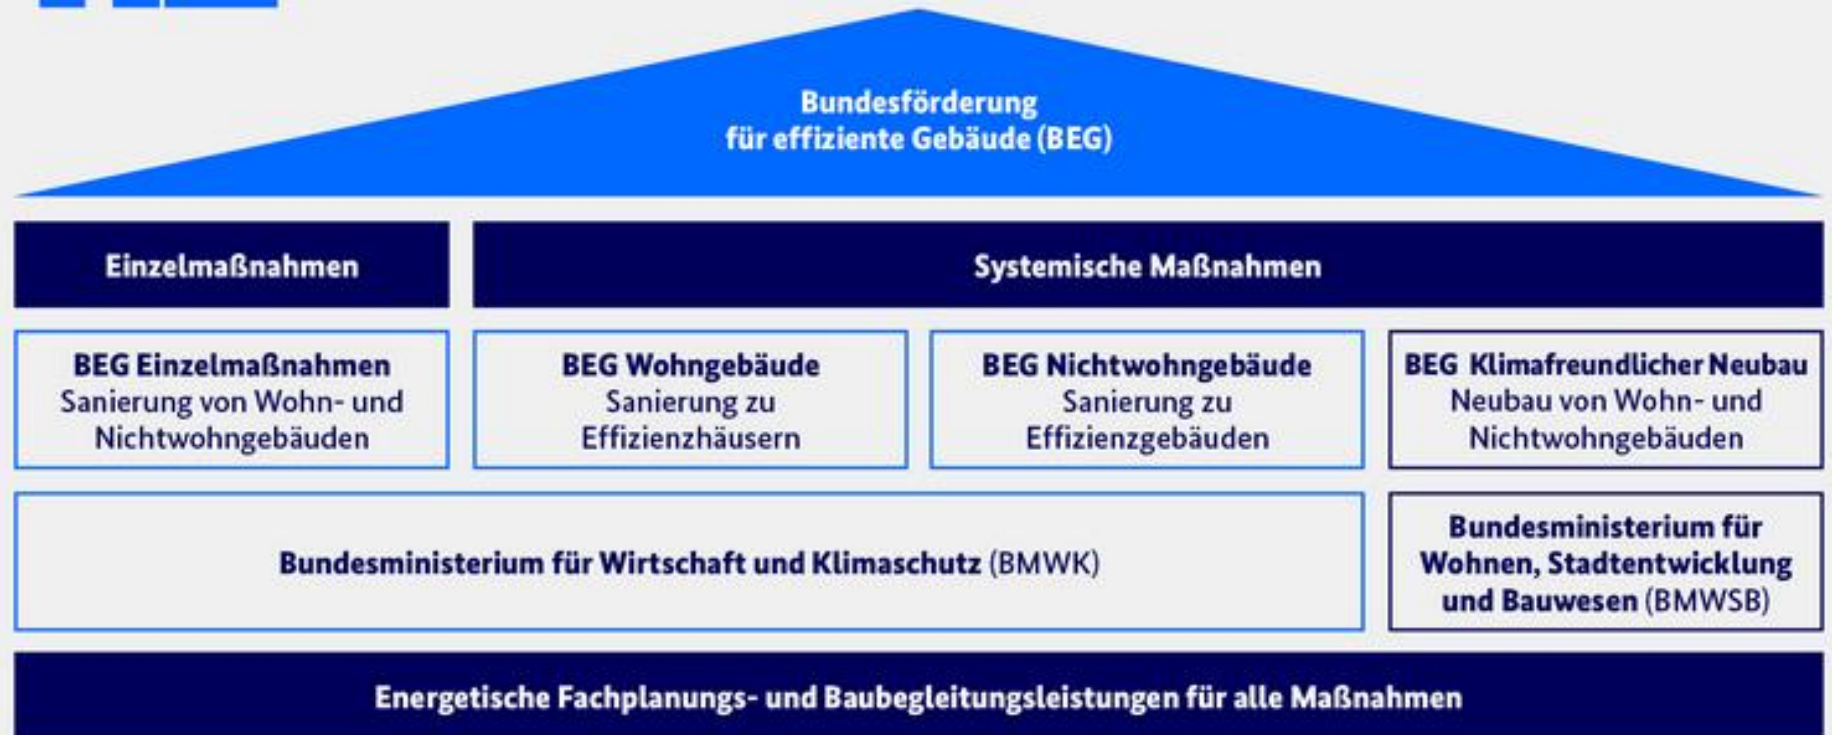 Bundesförderung
für effiziente Gebäude (BEG)
Einzelmaßnahmen
Systemische Maßnahmen
BEG Einzelmaßnahmen
Sanierung von Wohn- und
Nichtwohngebäuden
BEG Wohngebäude
Sanierung zu
Effizienzhäusern
BEG Nichtwohngebäude
Sanierung zu
Effizienzgebäuden
BEG Klimafreundlicher Neubau
Neubau von Wohn- und
Nichtwohngebäuden
Bundesministerium für Wirtschaft und Klimaschutz (BMWK)
Bundesministerium für
Wohnen, Stadtentwicklung
und Bauwesen (BMWSB)
Energetische Fachplanungs- und Baubegleitungsleistungen für alle Maßnahmen